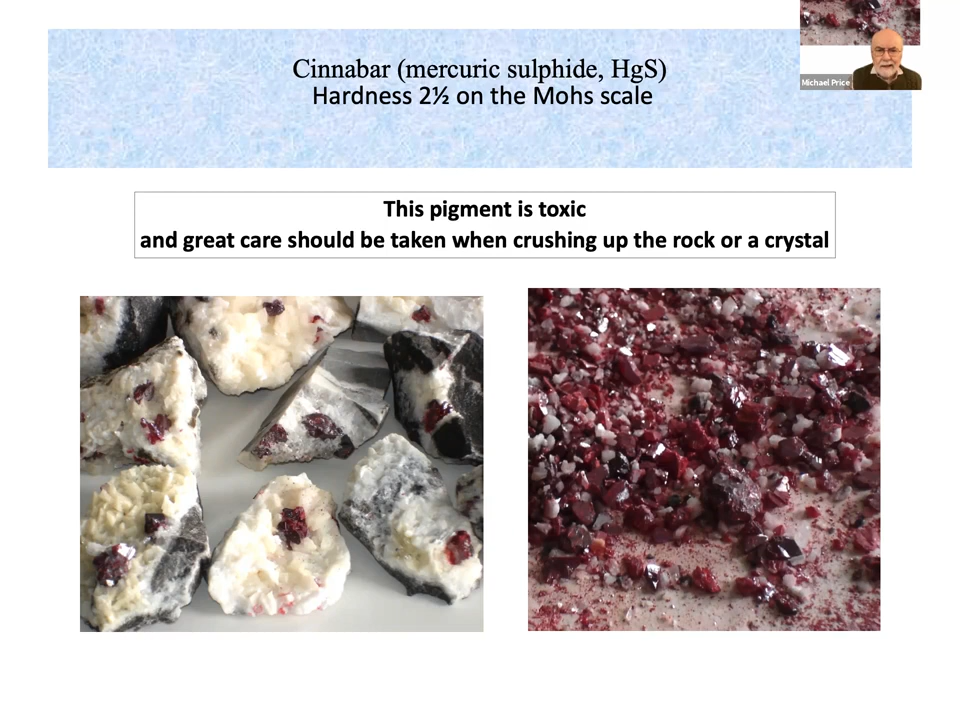 Cinnabar (mercuric sulphide, HgS)
Hardness 2½ on the Mohs scale
Michael Price
This pigment is toxic
and great care should be taken when crushing up the rock or a crystal